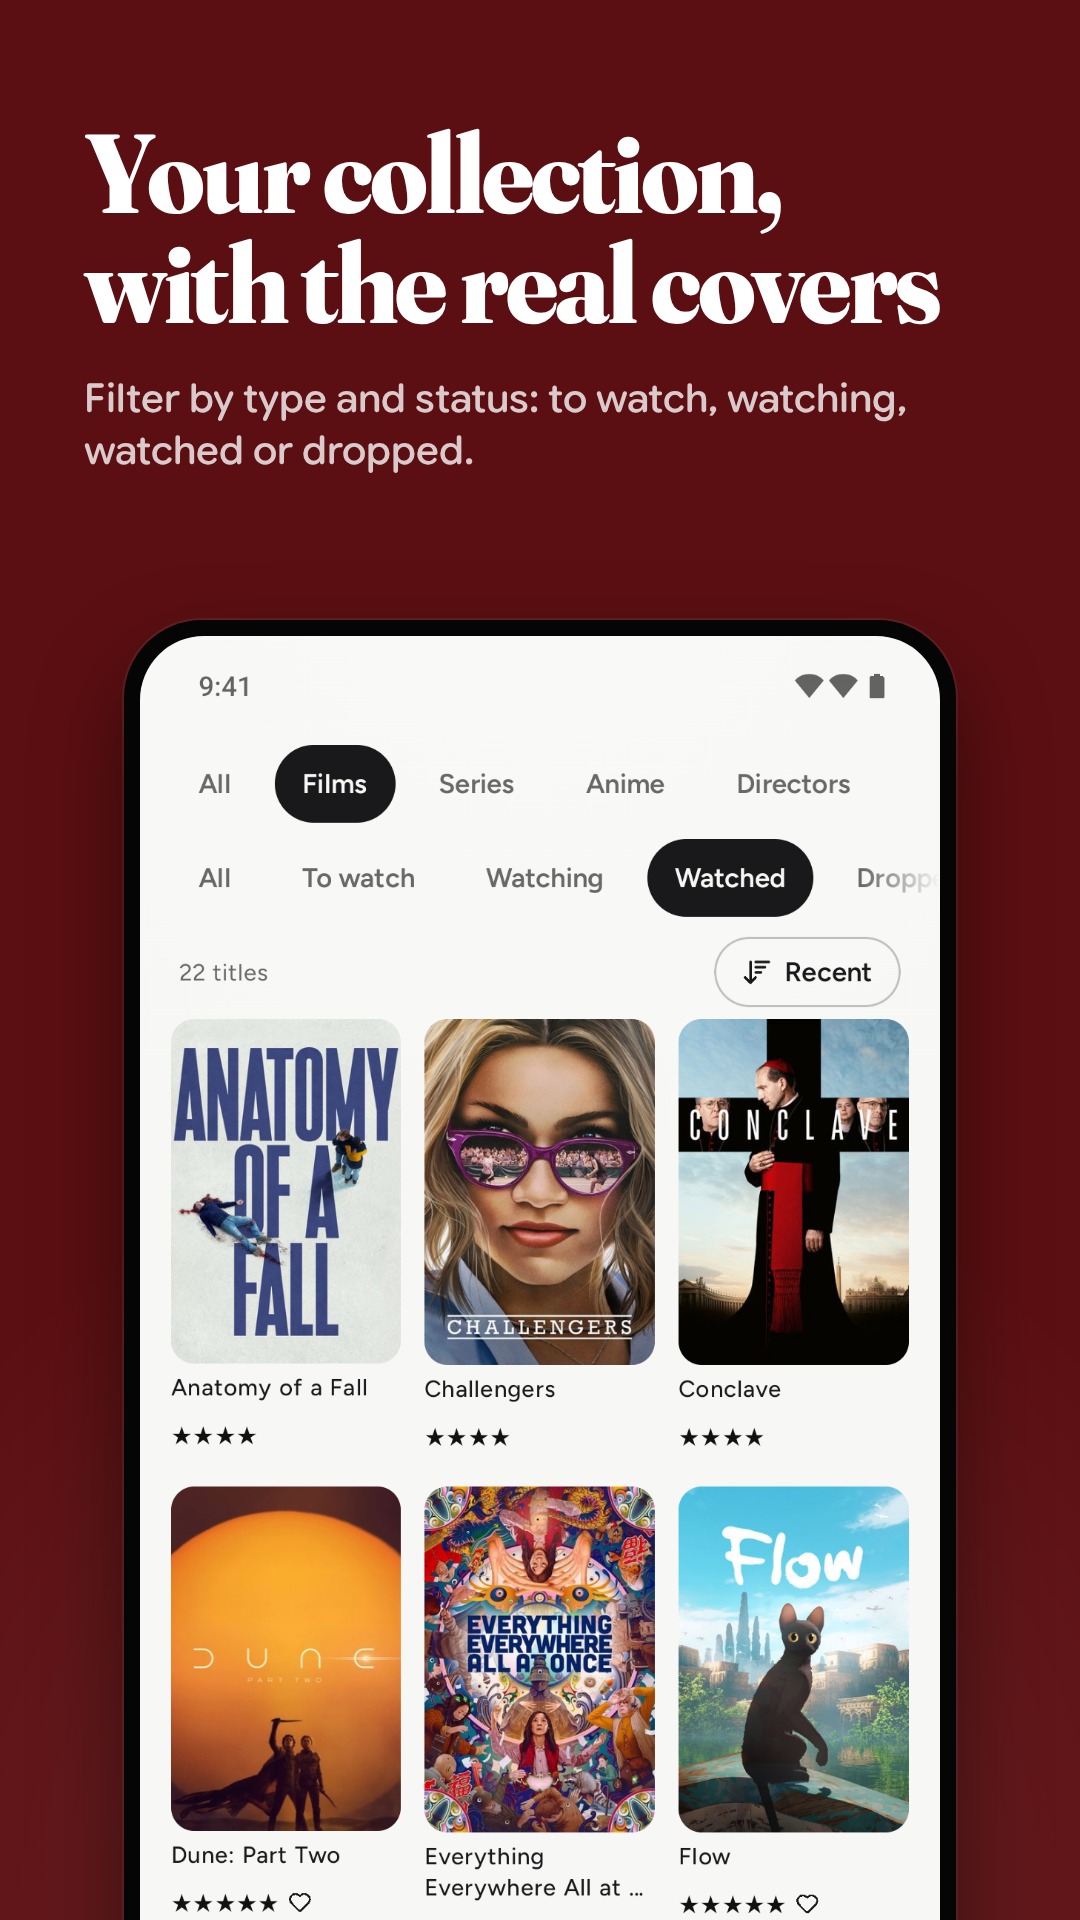 Your collection,
with the real covers
Filter by type and status: to watch, watching,
watched or dropped.
9:41
All Films Series Anime Directors
All To watch Watching Watched Droppe
22 titles Recent
ANATOMY
OF A
FALL
CHALLENGERS
CONCLAVE
Anatomy of a Fall Challengers Conclave
★★★★ ★★★★ ★★★★
DUNE
PART TWO
EVERYTHING
EVERYWHERE
ALL AT ONCE
Flow
Dune: Part Two Everything
Everywhere All at ... Flow
★★★★★ ♡ ★★★★★ ♡